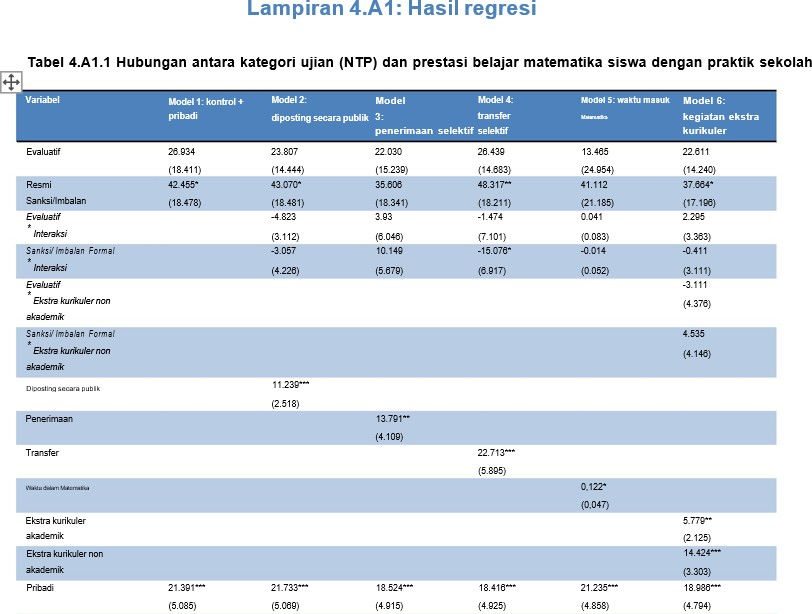 Lampiran 4.A1: Hasil regresi
Tabel 4.A1.1 Hubungan antara kategori ujian (NTP) dan prestasi belajar matematika siswa dengan praktik sekolah
Variabel Model 1: kontrol + pribadi Model 2: diposting secara publik Model 3: penerimaan selektif Model 4: transfer selektif Model 5: waktu masuk Matematika Model 6: kegiatan ekstra kurikuler
Evaluatif 26.934 23.807 22.030 26.439 13.465 22.611
(18.411) (14.444) (15.239) (14.683) (24.954) (14.240)
Resmi 42.455* 43.070* 35.606 48.317** 41.112 37.664*
Sanksi/Imbalan (18.478) (18.481) (18.341) (18.211) (21.185) (17.196)
Evaluatif -4.823 3.93 -1.474 0.041 2.295
* Interaksi (3.112) (6.046) (7.101) (0.083) (3.363)
Sanksi/ Imbalan Formal -3.057 10.149 -15.076* -0.014 -0.411
* Interaksi (4.226) (5.679) (6.917) (0.052) (3.111)
Evaluatif -3.111
* Ekstra kurikuler non (4.376)
akademik
Sanksi/ Imbalan Formal 4.535
* Ekstra kurikuler non (4.146)
akademik
Diposting secara publik 11.239***
(2.518)
Penerimaan 13.791**
(4.109)
Transfer 22.713***
(5.895)
Waktu dalam Matematika 0,122*
(0,047)
Ekstra kurikuler 5.779**
akademik (2.125)
Ekstra kurikuler non 14.424***
akademik (3.303)
Pribadi 21.391*** 21.733*** 18.524*** 18.416*** 21.235*** 18.986***
(5.085) (5.069) (4.915) (4.925) (4.858) (4.794)